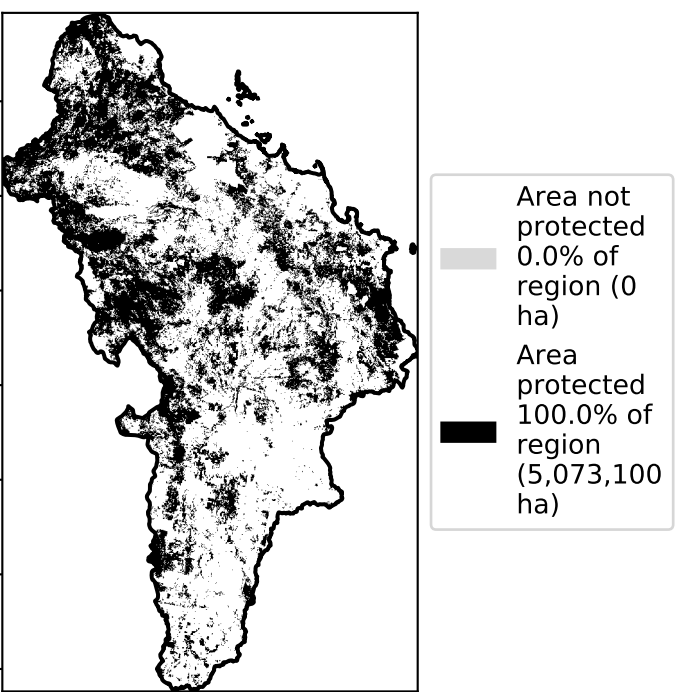 Area not
protected
0.0% of
region (0
ha)
Area
protected
100.0% of
region
(5,073,100
ha)